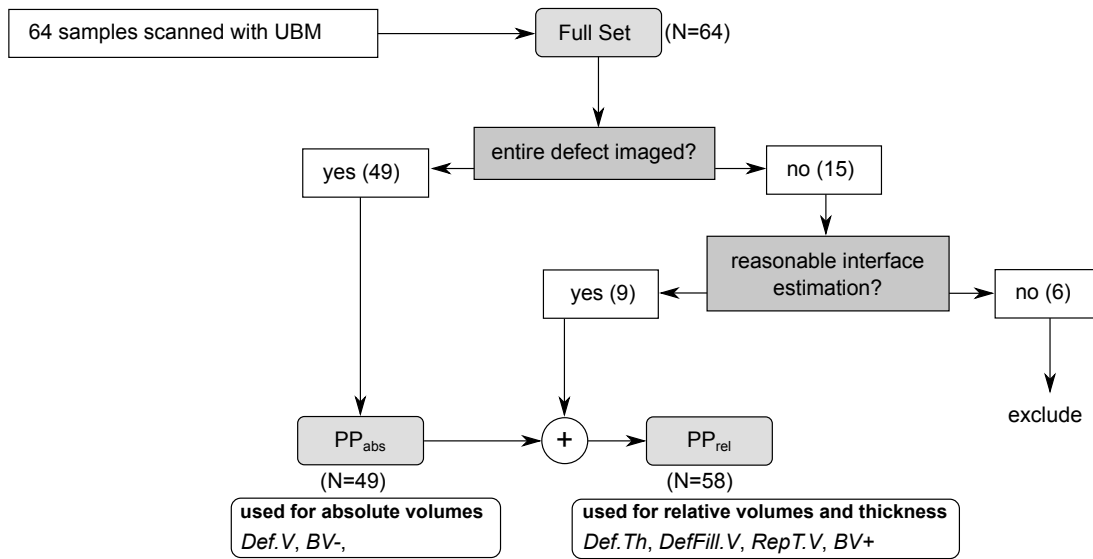 64 samples scanned with UBM
Full Set
(N=64)
entire defect imaged?
yes (49)
no (15)
reasonable interface
estimation?
yes (9)
no (6)
exclude
PPabs
+
PPrel
(N=49)
(N=58)
used for absolute volumes
Def.V, BV-,
used for relative volumes and thickness
Def.Th, DefFill.V, RepT.V, BV+